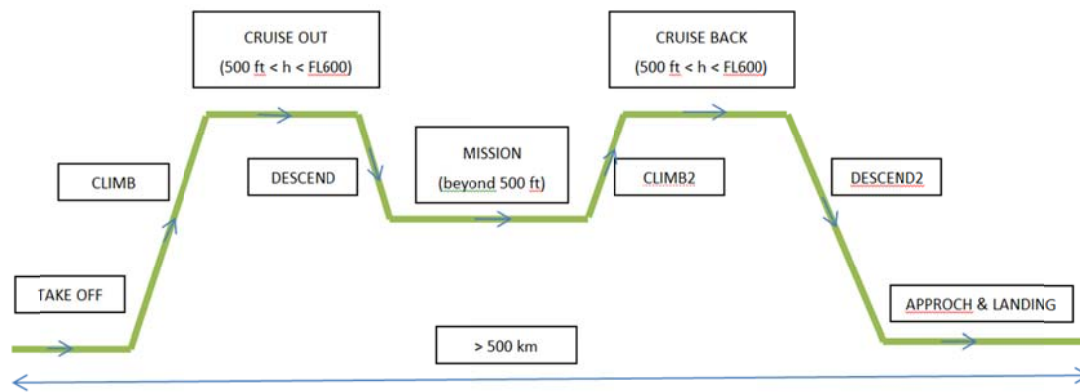 CRUISE OUT
(500 ft < h < FL600)
CRUISE BACK
(500 ft < h < FL600)
MISSION
(beyond 500 ft)
CLIMB
DESCEND
CLIMB2
DESCEND2
TAKE OFF
APPROCH & LANDING
> 500 km